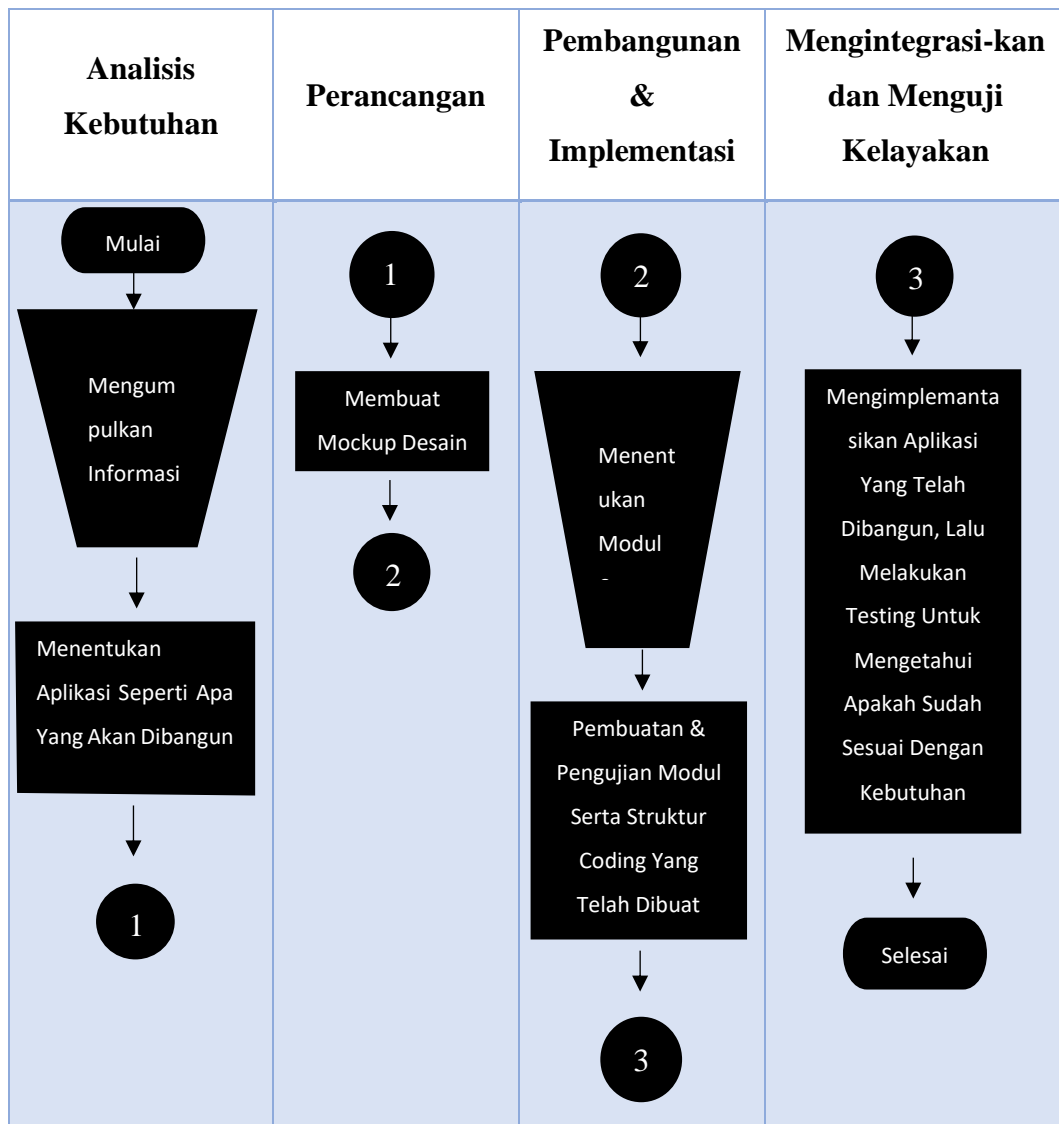 Analisis
Kebutuhan
Perancangan
Pembangunan
&
Implementasi
Mengintegrasi-kan
dan Menguji
Kelayakan
Mulai
Mengum
pulkan
Informasi
Menentukan
Aplikasi Seperti Apa
Yang Akan Dibangun
1
1
Membuat
Mockup Desain
2
2
Menent
ukan
Modul
Pembuatan &
Pengujian Modul
Serta Struktur
Coding Yang
Telah Dibuat
3
3
Mengimplemanta
sikan Aplikasi
Yang Telah
Dibangun, Lalu
Melakukan
Testing Untuk
Mengetahui
Apakah Sudah
Sesuai Dengan
Kebutuhan
Selesai